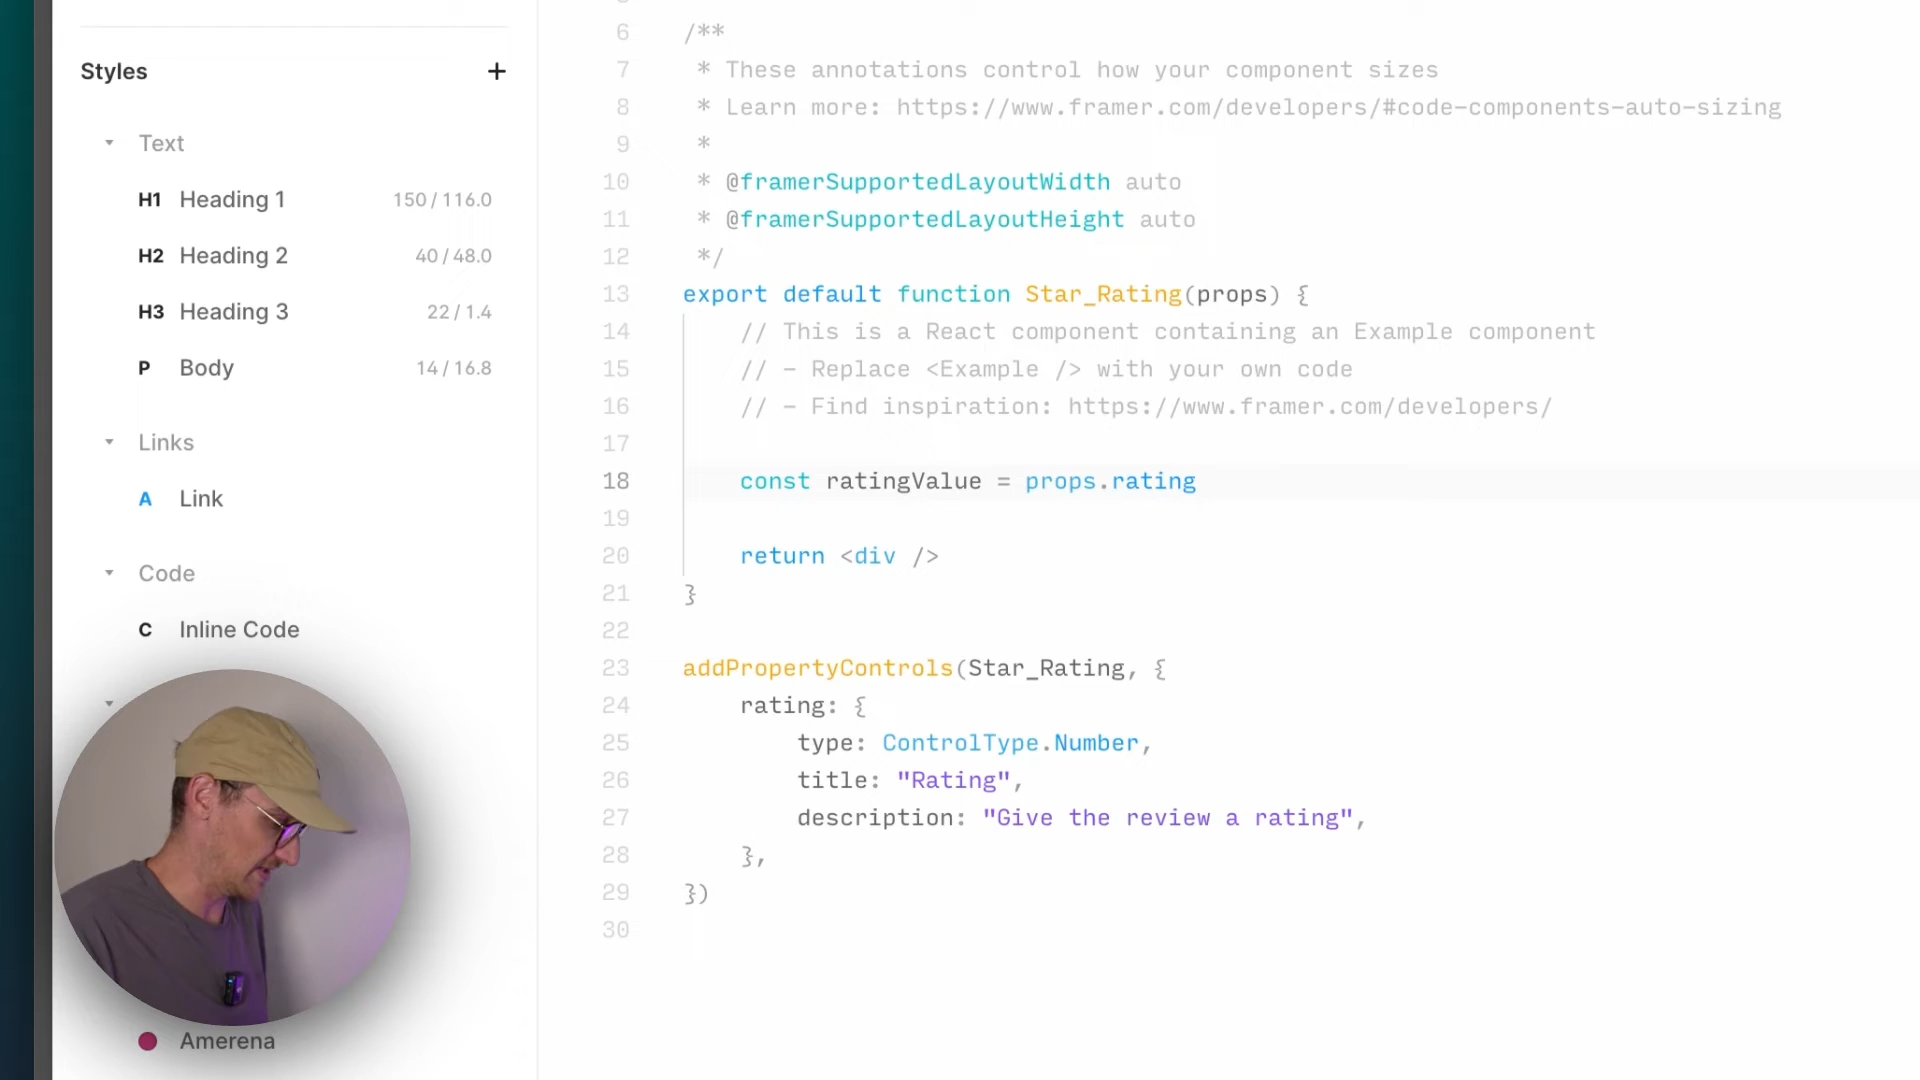 Styles
+
Text
H1 Heading 1 150 / 116.0
H2 Heading 2 40 / 48.0
H3 Heading 3 22 / 1.4
P Body 14 / 16.8
Links
A Link
Code
C Inline Code
Amerena
6 /**
7 * These annotations control how your component sizes
8 * Learn more: https://www.framer.com/developers/#code-components-auto-sizing
9 *
10 * @framerSupportedLayoutWidth auto
11 * @framerSupportedLayoutHeight auto
12 */
13 export default function Star_Rating(props) {
14 // This is a React component containing an Example component
15 // - Replace <Example /> with your own code
16 // - Find inspiration: https://www.framer.com/developers/
17
18 const ratingValue = props.rating
19
20 return <div />
21 }
22
23 addPropertyControls(Star_Rating, {
24 rating: {
25 type: ControlType.Number,
26 title: "Rating",
27 description: "Give the review a rating",
28 },
29 })
30